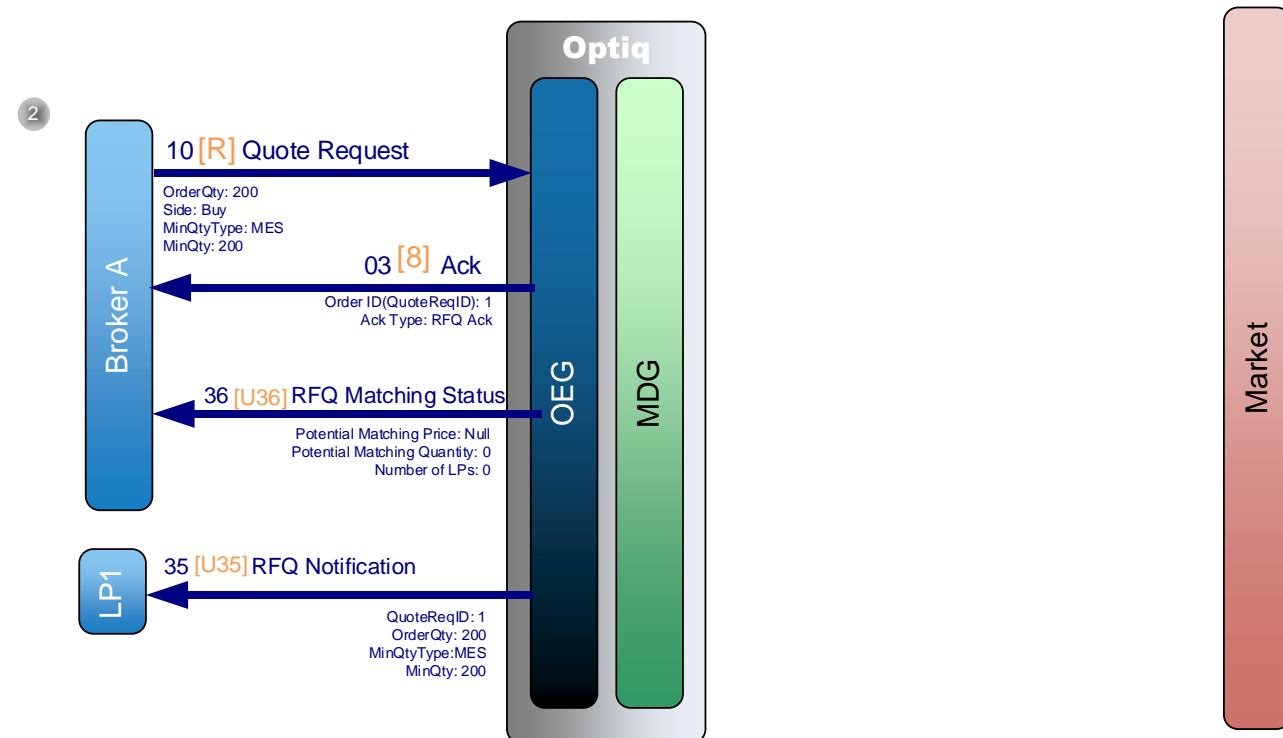 Optiq
2
10 [R] Quote Request
OrderQty: 200
Side: Buy
MinQtyType: MES
MinQty: 200
03 [8] Ack
Order ID(QuoteReqID): 1
Ack Type: RFQ Ack
Broker A
36 [U36] RFQ Matching Status
Potential Matching Price: Null
Potential Matching Quantity: 0
Number of LPs: 0
OEG
MDG
Market
LP1
35 [U35] RFQ Notification
QuoteReqID: 1
OrderQty: 200
MinQtyType:MES
MinQty: 200